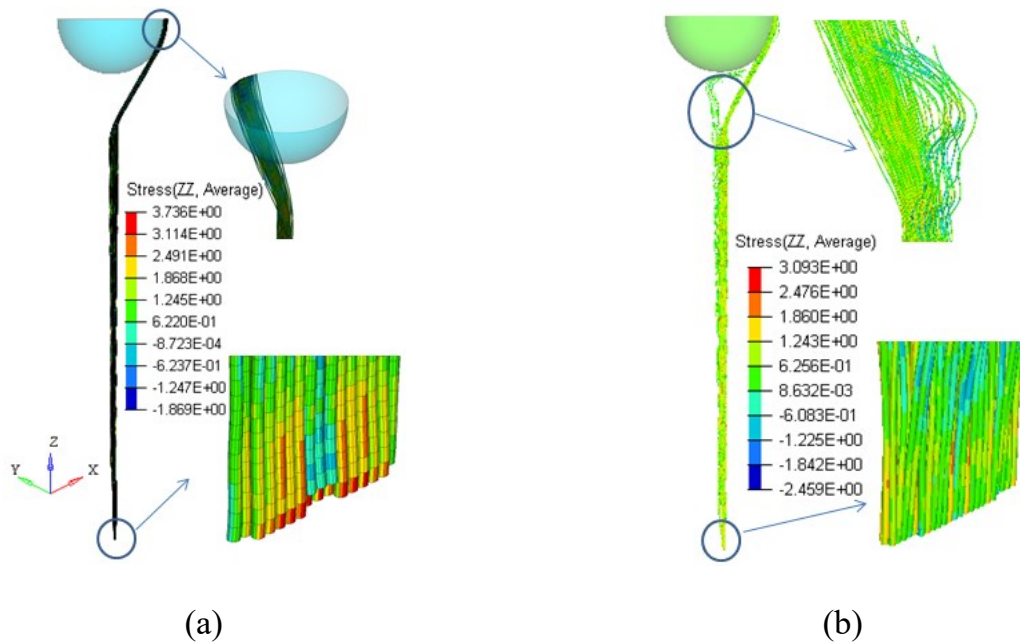 Stress(ZZ, Average)
3.736E+00
3.114E+00
2.491E+00
1.868E+00
1.245E+00
6.220E-01
-8.723E-04
-6.237E-01
-1.247E+00
-1.869E+00
Z
Y
X
Stress(ZZ, Average)
3.093E+00
2.476E+00
1.860E+00
1.243E+00
6.256E-01
8.632E-03
-6.083E-01
-1.225E+00
-1.842E+00
-2.459E+00
(a)
(b)